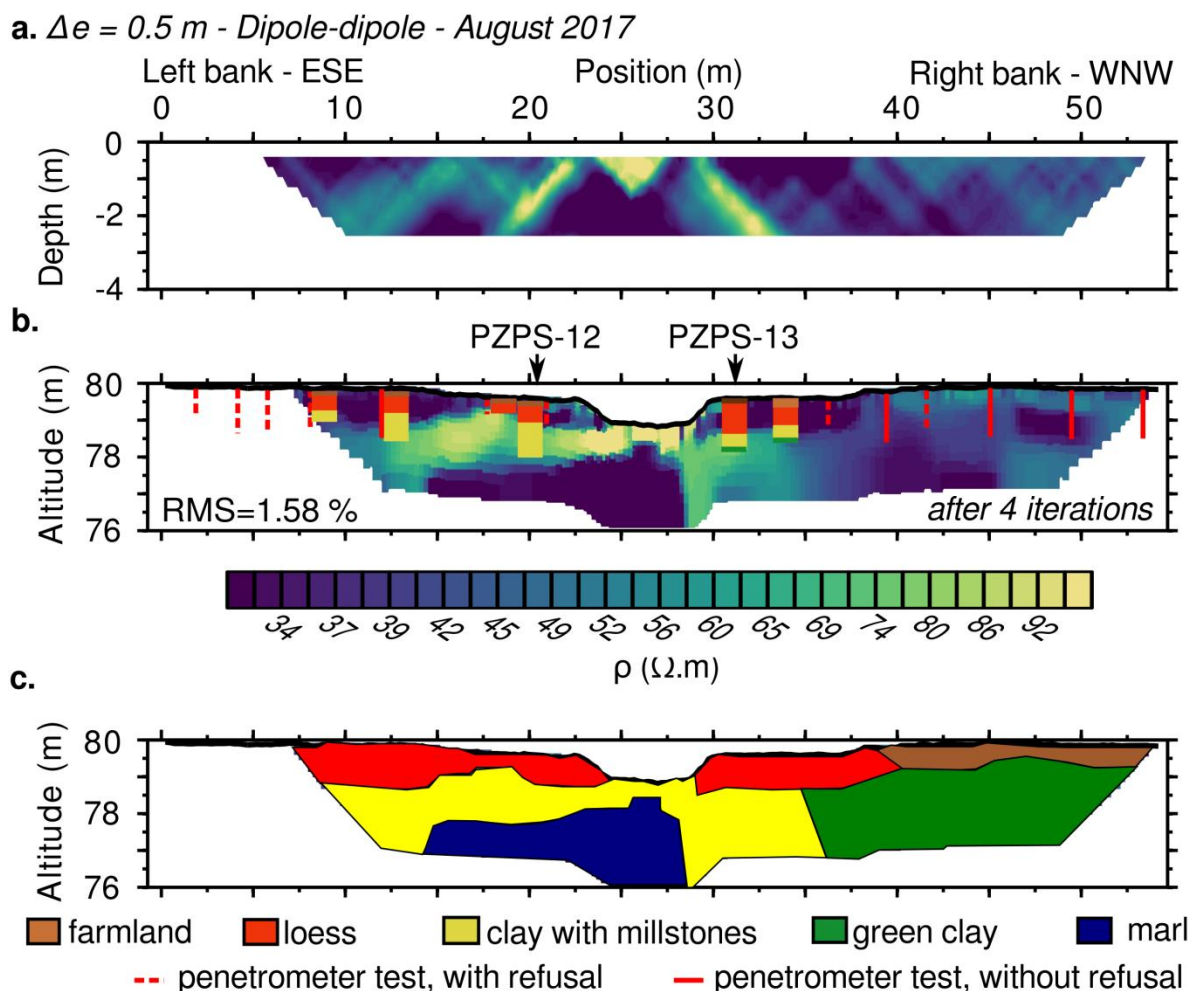 a. Δe = 0.5 m - Dipole-dipole - August 2017
Left bank - ESE Position (m) Right bank - WNW
0 10 20 30 40 50
Depth (m)
0
-2
-4
b.
PZPS-12 PZPS-13
Altitude (m)
80
78
76
RMS=1.58 % after 4 iterations
34 37 39 42 45 49 52 56 60 65 69 74 80 86 92
ρ (Ω.m)
c.
Altitude (m)
80
78
76
farmland loess clay with millstones green clay marl
penetrometer test, with refusal penetrometer test, without refusal